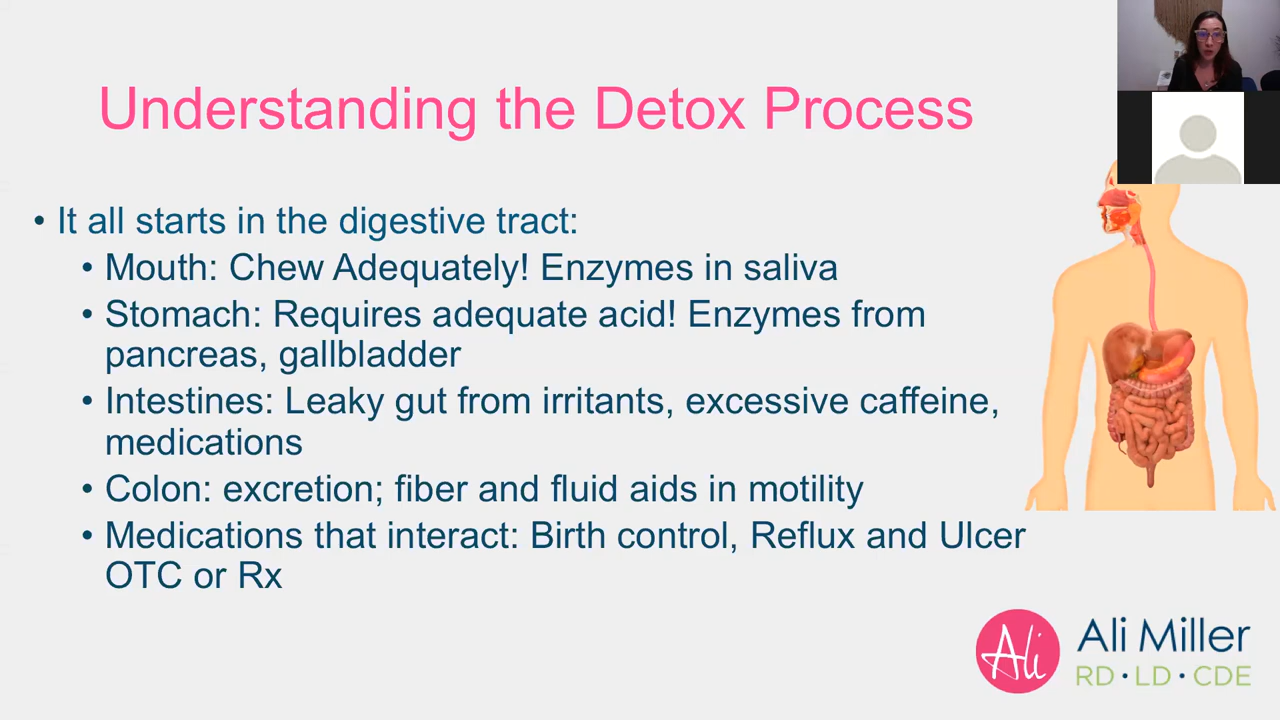 Understanding the Detox Process
• It all starts in the digestive tract:
• Mouth: Chew Adequately! Enzymes in saliva
• Stomach: Requires adequate acid! Enzymes from
pancreas, gallbladder
• Intestines: Leaky gut from irritants, excessive caffeine,
medications
• Colon: excretion; fiber and fluid aids in motility
• Medications that interact: Birth control, Reflux and Ulcer
OTC or Rx
Ali
Ali Miller
RD • LD • CDE